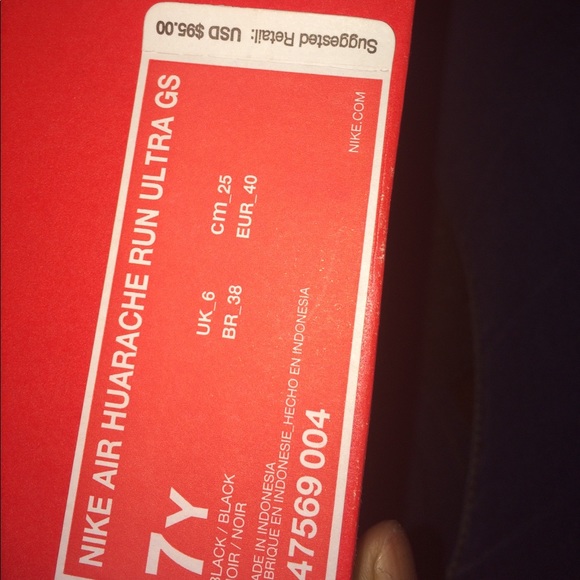 Suggested Retail: USD $95.00
NIKE AIR HUARACHE RUN ULTRA GS
7Y
UK_6
cm_25
BR_38
EUR_40
BLACK / BLACK
OIR / NOIR
ADE IN INDONESIA
BRIQUE EN INDONESIE_HECHO EN INDONESIA
47569 004
NIKE.COM